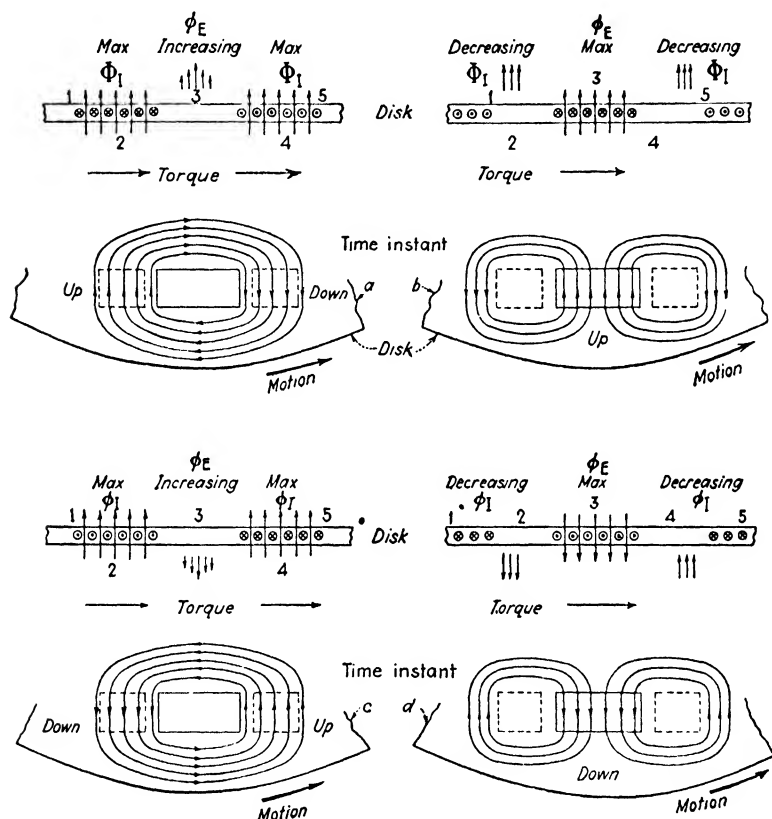 ϕE ϕE
Max Increasing Max Decreasing Max Decreasing
ΦI ΦI ΦI 3 ΦI
1 3 5 Disk 1 5
2 4 2 4
Torque Torque
Time instant
Up Down a b Up
Disk
Motion Motion
ϕE ϕE
Max Increasing Max Decreasing Max Decreasing
ϕI ϕI ϕI 3 ϕI
1 3 5 Disk 1 2 4 5
2 4
Torque Torque
Time instant
Down Up c d Down
Motion Motion